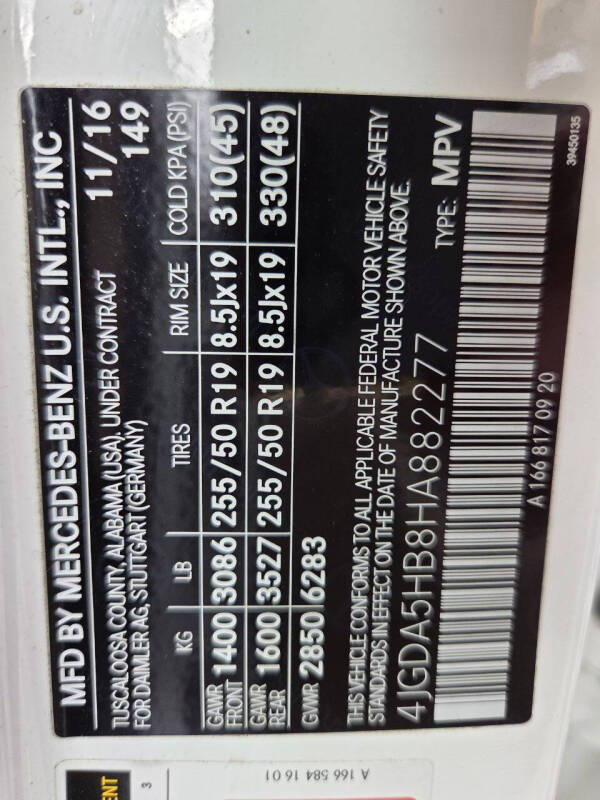 MFD BY MERCEDES-BENZ U.S. INTL., INC
TUSCALOOSA COUNTY, ALABAMA (USA), UNDER CONTRACT 11/16
FOR DAIMLER AG, STUTTGART (GERMANY) 149
KG LB TIRES RIM SIZE COLD KPA (PSI)
GAWR FRONT 1400 3086 255/50 R19 8.5Jx19 310(45)
GAWR REAR 1600 3527 255/50 R19 8.5Jx19 330(48)
GVWR 2850 6283
THIS VEHICLE CONFORMS TO ALL APPLICABLE FEDERAL MOTOR VEHICLE SAFETY
STANDARDS IN EFFECT ON THE DATE OF MANUFACTURE SHOWN ABOVE.
4JGDA5HB8HA882277 TYPE: MPV
A 166 817 09 20 39450135
ENT
3
A 166 584 16 01